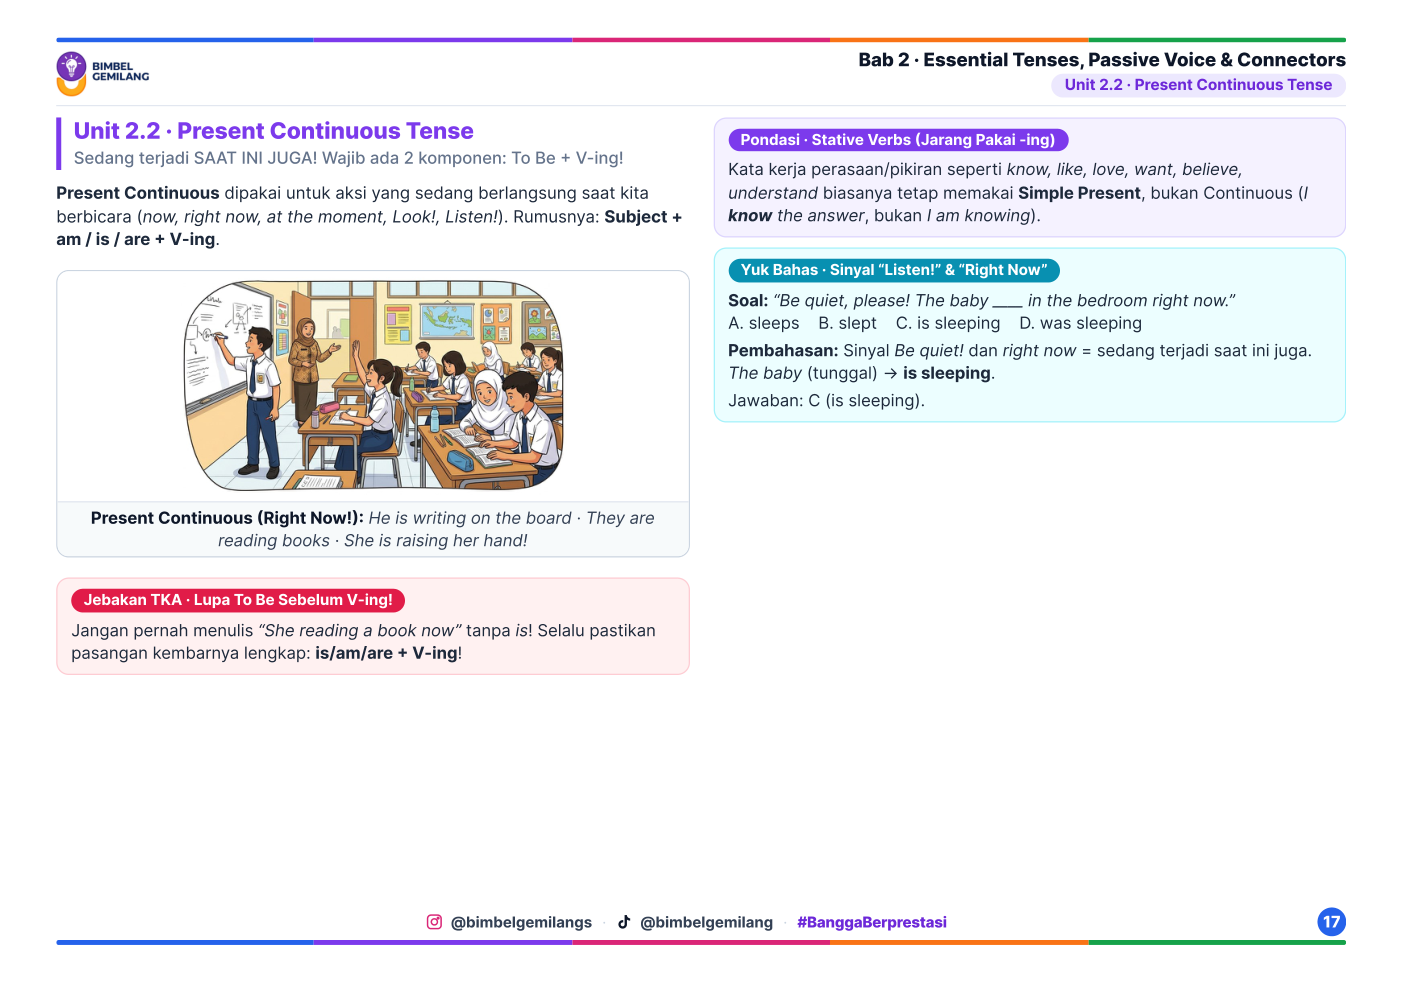 BIMBEL
GEMILANG
Bab 2 · Essential Tenses, Passive Voice & Connectors
Unit 2.2 · Present Continuous Tense
Unit 2.2 · Present Continuous Tense
Sedang terjadi SAAT INI JUGA! Wajib ada 2 komponen: To Be + V-ing!
Present Continuous dipakai untuk aksi yang sedang berlangsung saat kita
berbicara (now, right now, at the moment, Look!, Listen!). Rumusnya: Subject +
am / is / are + V-ing.
Present Continuous (Right Now!): He is writing on the board · They are
reading books · She is raising her hand!
Jebakan TKA · Lupa To Be Sebelum V-ing!
Jangan pernah menulis “She reading a book now” tanpa is! Selalu pastikan
pasangan kembarnya lengkap: is/am/are + V-ing!
Pondasi · Stative Verbs (Jarang Pakai -ing)
Kata kerja perasaan/pikiran seperti know, like, love, want, believe,
understand biasanya tetap memakai Simple Present, bukan Continuous (I
know the answer, bukan I am knowing).
Yuk Bahas · Sinyal “Listen!” & “Right Now”
Soal: “Be quiet, please! The baby ____ in the bedroom right now.”
A. sleeps B. slept C. is sleeping D. was sleeping
Pembahasan: Sinyal Be quiet! dan right now = sedang terjadi saat ini juga.
The baby (tunggal) → is sleeping.
Jawaban: C (is sleeping).
@bimbelgemilangs · @bimbelgemilang · #BanggaBerprestasi
17